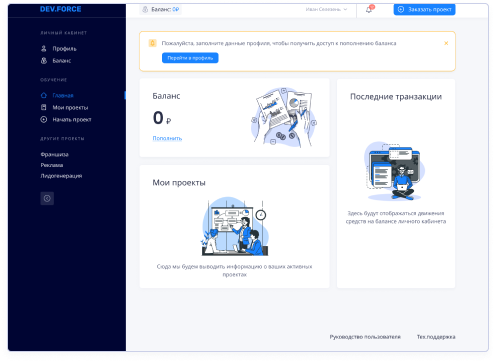 DEV.FORCE
Баланс: 0₽
Заказать проект
ЛИЧНЫЙ КАБИНЕТ
Профиль
Баланс
ОБУЧЕНИЕ
Главная
Мои проекты
Начать проект
ДРУГИЕ ПРОЕКТЫ
Франшиза
Реклама
Лидогенерация
Пожалуйста, заполните данные профиля, чтобы получить доступ к пополнению баланса
Перейти в профиль
Баланс
0 ₽
Пополнить
Последние транзакции
Здесь будут отображаться движения
средств на балансе личного кабинета
Мои проекты
Сюда мы будем выводить информацию о ваших активных
проектах
Руководство пользователя
Тех.поддержка